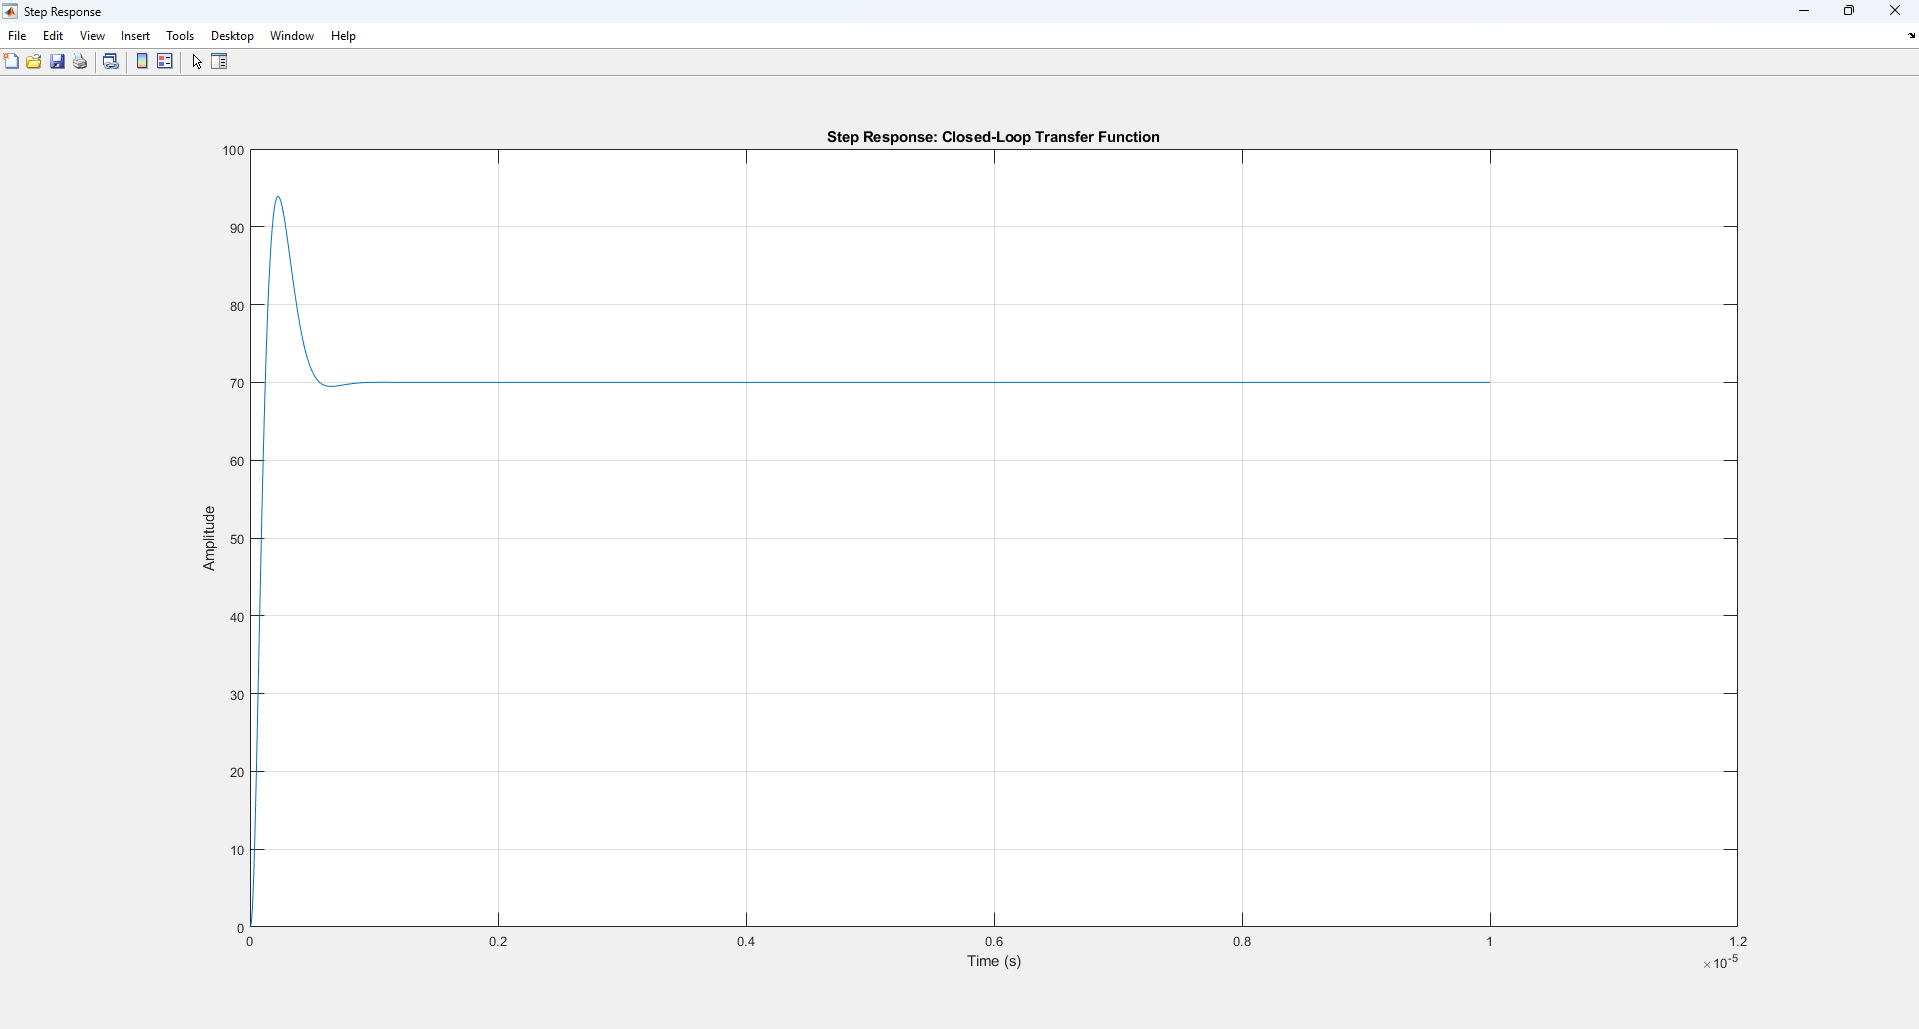 Step Response
File Edit View Insert Tools Desktop Window Help
Step Response: Closed-Loop Transfer Function
100
90
80
70
60
50
40
30
20
10
0
Amplitude
0 0.2 0.4 0.6 0.8 1 1.2
Time (s)
×10-5